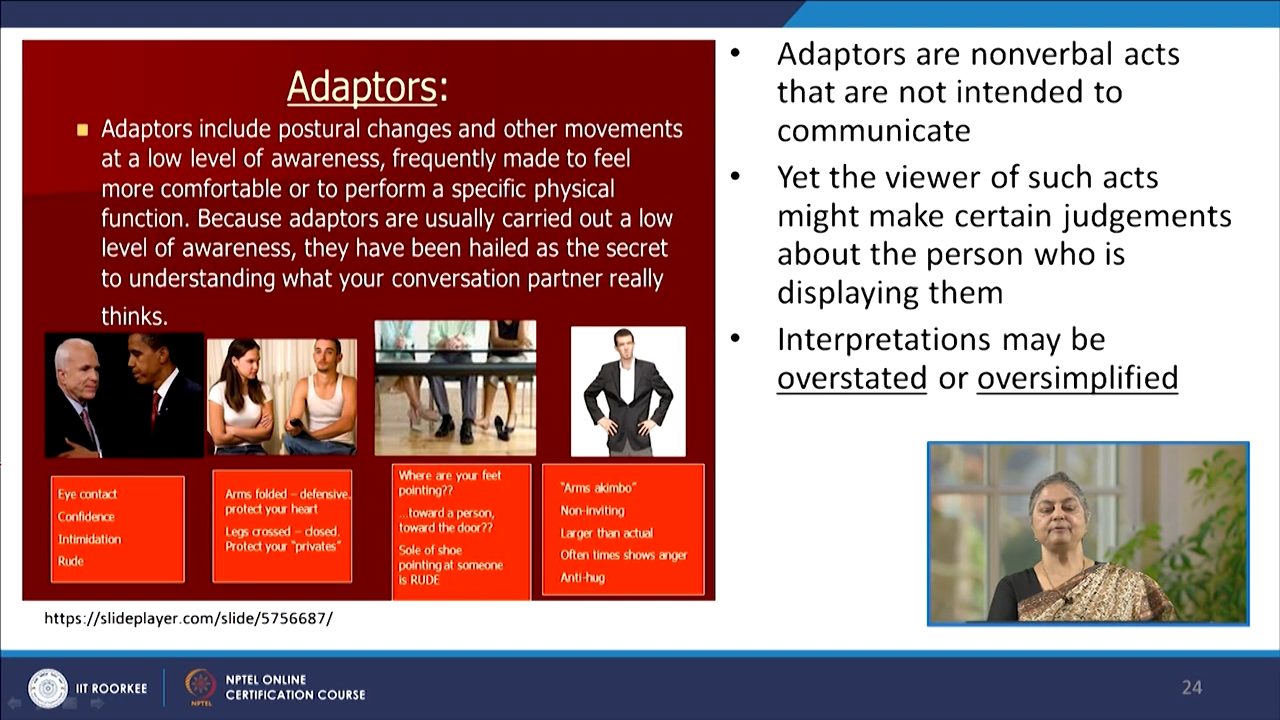 Adaptors:
Adaptors include postural changes and other movements
at a low level of awareness, frequently made to feel
more comfortable or to perform a specific physical
function. Because adaptors are usually carried out a low
level of awareness, they have been hailed as the secret
to understanding what your conversation partner really
thinks.
Eye contact
Confidence
Intimidation
Rude
Arms folded – defensive.
protect your heart
Legs crossed – closed.
Protect your "privates"
Where are your feet
pointing??
...toward a person,
toward the door??
Sole of shoe
pointing at someone
is RUDE
"Arms akimbo"
Non-inviting
Larger than actual
Often times shows anger
Anti-hug
https://slideplayer.com/slide/5756687/
• Adaptors are nonverbal acts
that are not intended to
communicate
• Yet the viewer of such acts
might make certain judgements
about the person who is
displaying them
• Interpretations may be
overstated or oversimplified
IIT ROORKEE
NPTEL
NPTEL ONLINE
CERTIFICATION COURSE
24